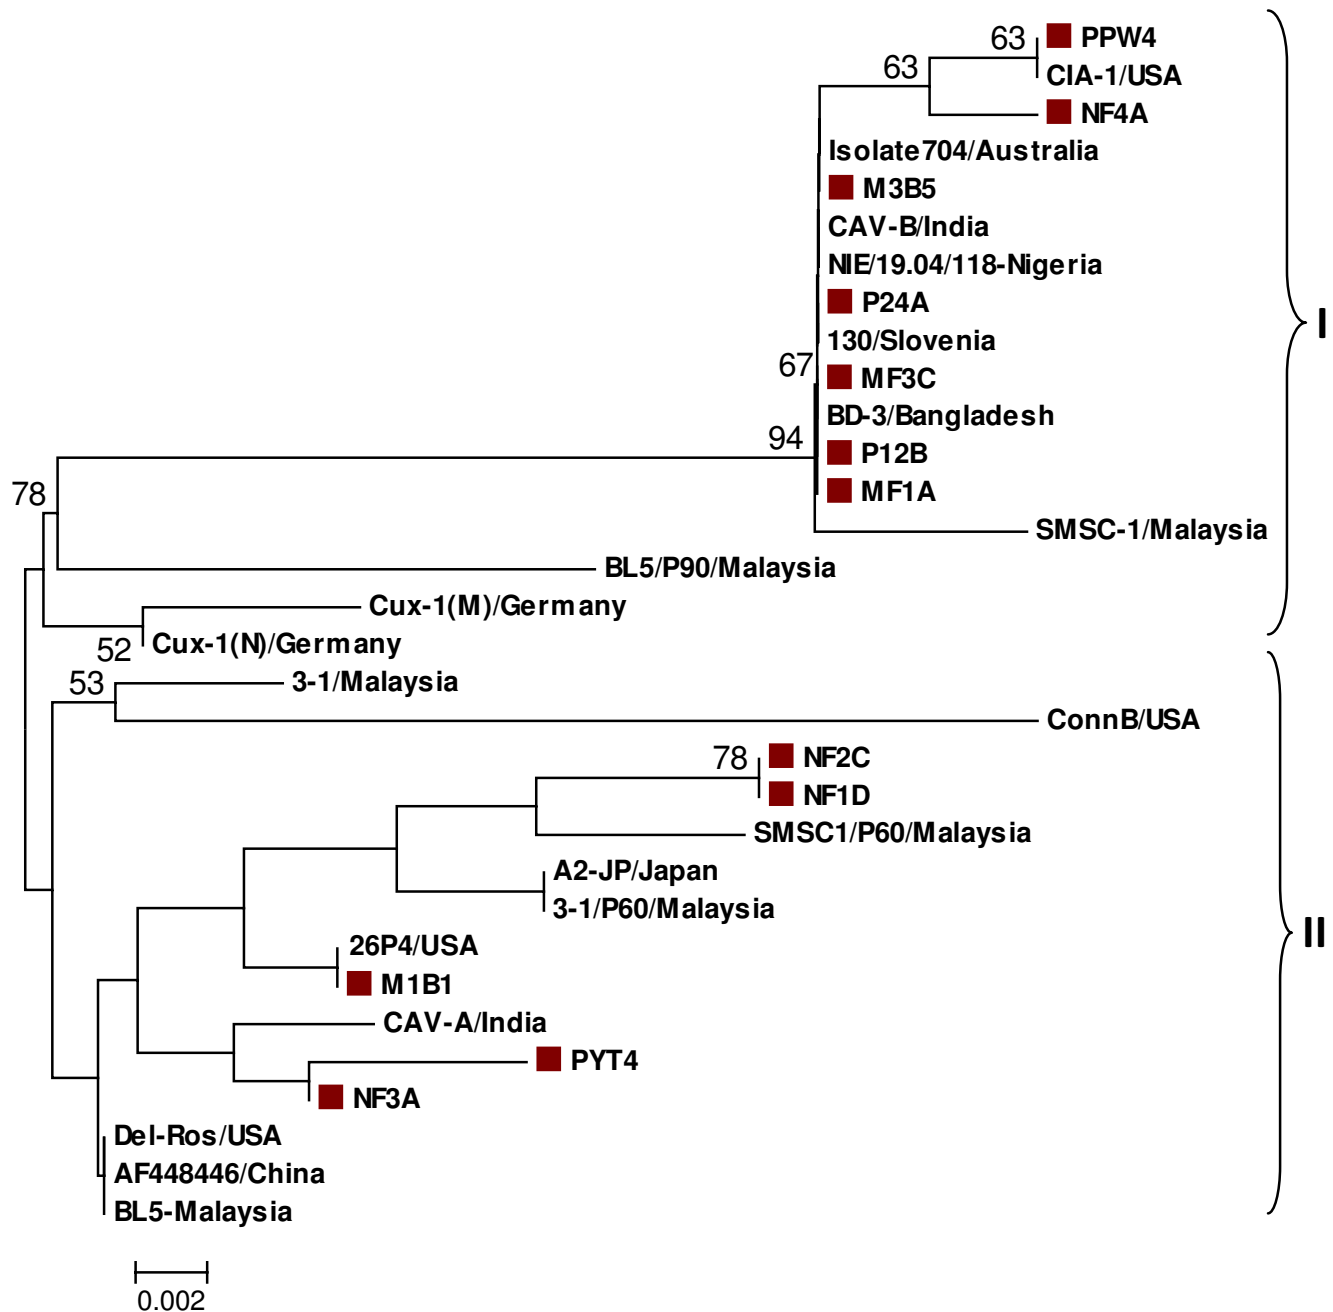 63
PPW4
63
CIA-1/USA
NF4A
Isolate704/Australia
M3B5
CAV-B/India
NIE/19.04/118-Nigeria
P24A
I
130/Slovenia
67
MF3C
BD-3/Bangladesh
94
P12B
MF1A
78
SMSC-1/Malaysia
BL5/P90/Malaysia
Cux-1(M)/Germany
52
Cux-1(N)/Germany
53
3-1/Malaysia
ConnB/USA
78
NF2C
NF1D
SMSC1/P60/Malaysia
A2-JP/Japan
3-1/P60/Malaysia
II
26P4/USA
M1B1
CAV-A/India
PYT4
NF3A
Del-Ros/USA
AF448446/China
BL5-Malaysia
0.002